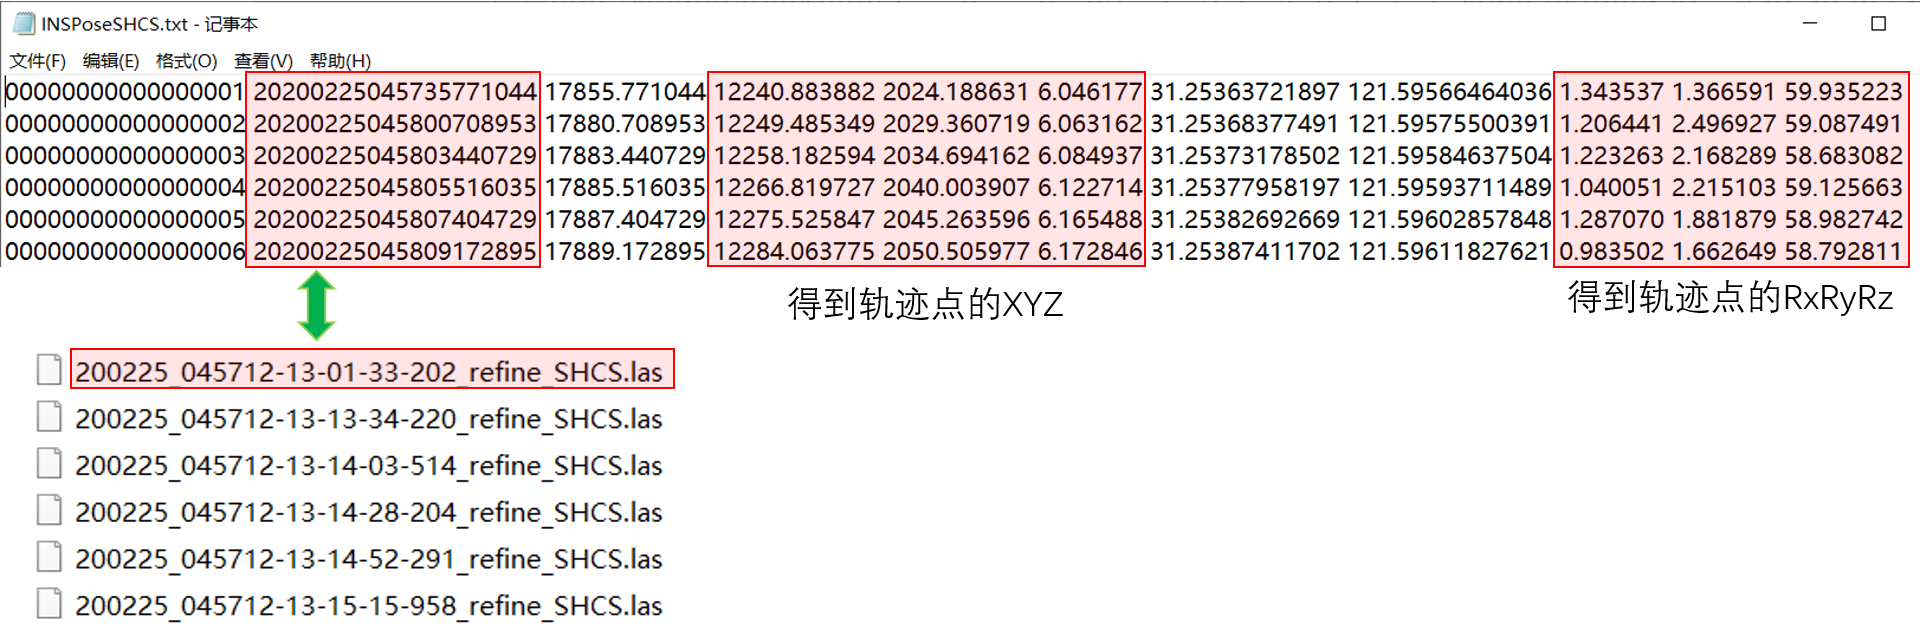 INSPoseSHCS.txt - 记事本
文件(F) 编辑(E) 格式(O) 查看(V) 帮助(H)
00000000000000001 20200225045735771044 17855.771044 12240.883882 2024.188631 6.046177 31.25363721897 121.59566464036 1.343537 1.366591 59.935223
00000000000000002 20200225045800708953 17880.708953 12249.485349 2029.360719 6.063162 31.25368377491 121.59575500391 1.206441 2.496927 59.087491
00000000000000003 20200225045803440729 17883.440729 12258.182594 2034.694162 6.084937 31.25373178502 121.59584637504 1.223263 2.168289 58.683082
00000000000000004 20200225045805516035 17885.516035 12266.819727 2040.003907 6.122714 31.25377958197 121.59593711489 1.040051 2.215103 59.125663
00000000000000005 20200225045807404729 17887.404729 12275.525847 2045.263596 6.165488 31.25382692669 121.59602857848 1.287070 1.881879 58.982742
00000000000000006 20200225045809172895 17889.172895 12284.063775 2050.505977 6.172846 31.25387411702 121.59611827621 0.983502 1.662649 58.792811
得到轨迹点的XYZ
得到轨迹点的RxRyRz
200225_045712-13-01-33-202_refine_SHCS.las
200225_045712-13-13-34-220_refine_SHCS.las
200225_045712-13-14-03-514_refine_SHCS.las
200225_045712-13-14-28-204_refine_SHCS.las
200225_045712-13-14-52-291_refine_SHCS.las
200225_045712-13-15-15-958_refine_SHCS.las